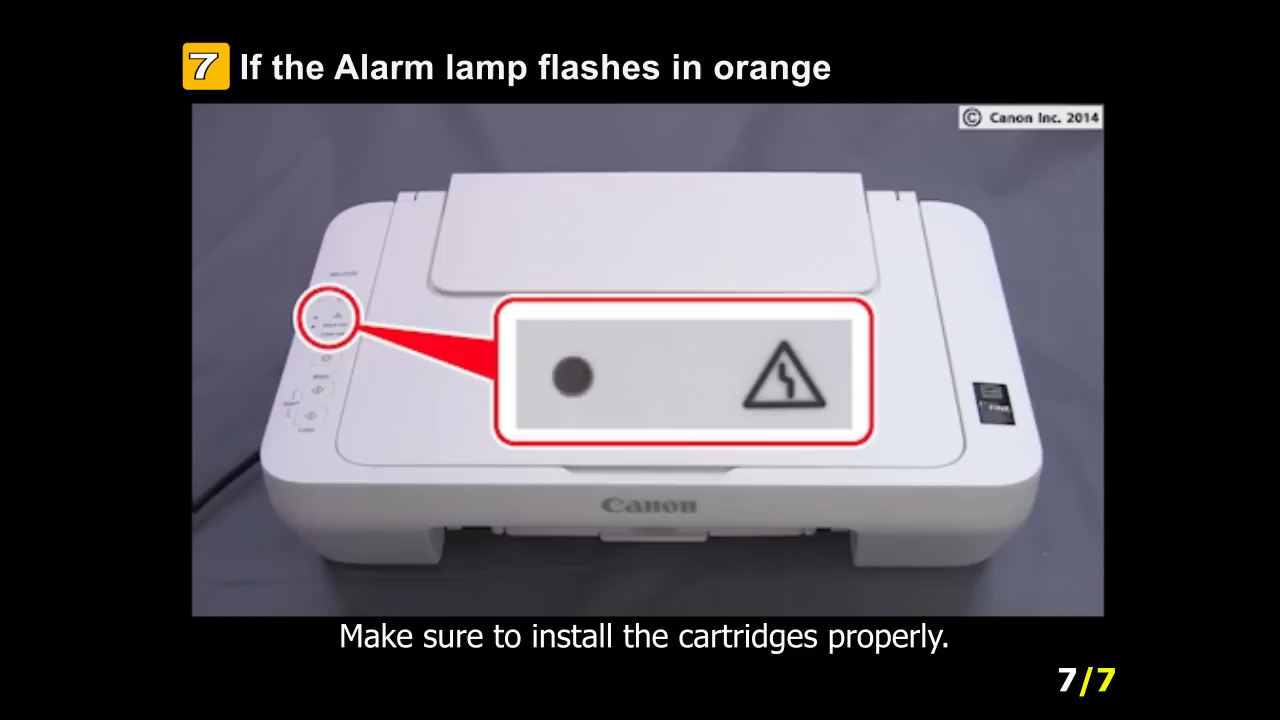 7 If the Alarm lamp flashes in orange
© Canon Inc. 2014
Canon
Make sure to install the cartridges properly.
7/7